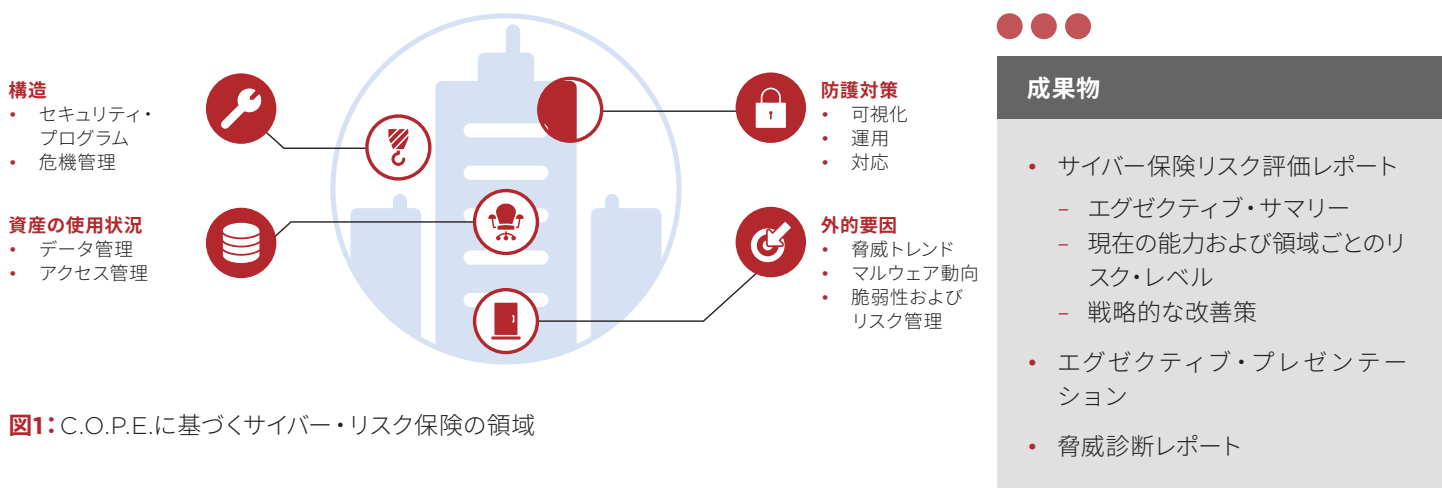 構造
• セキュリティ・
プログラム
• 危機管理
資産の使用状況
• データ管理
• アクセス管理
防護対策
• 可視化
• 運用
• 対応
外的要因
• 脅威トレンド
• マルウェア動向
• 脆弱性および
リスク管理
図1：C.O.P.E.に基づくサイバー・リスク保険の領域
成果物
• サイバー保険リスク評価レポート
– エグゼクティブ・サマリー
– 現在の能力および領域ごとのリ
スク・レベル
– 戦略的な改善策
• エグゼクティブ・プレゼンテー
ション
• 脅威診断レポート